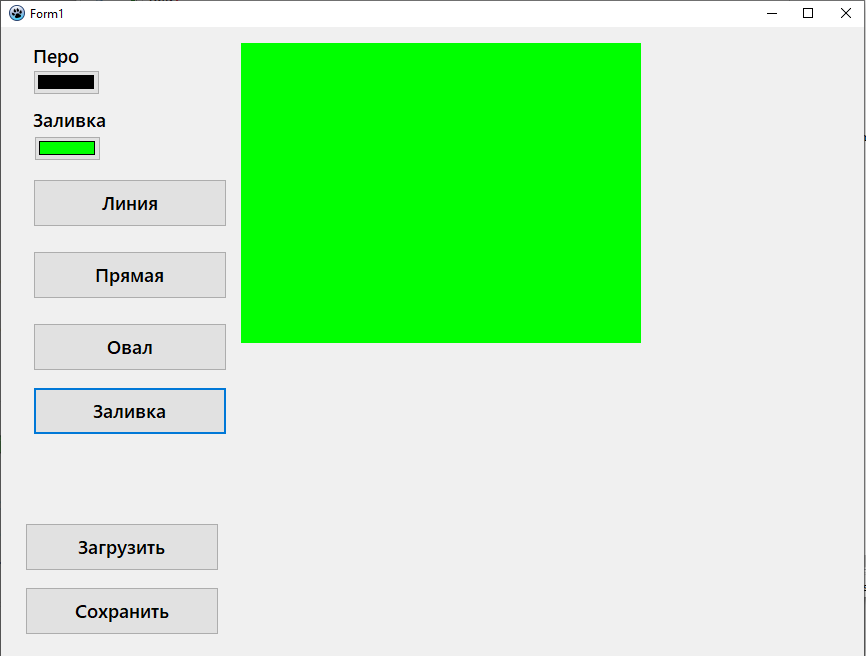 Form1
Перо
Заливка
Линия
Прямая
Овал
Заливка
Загрузить
Сохранить